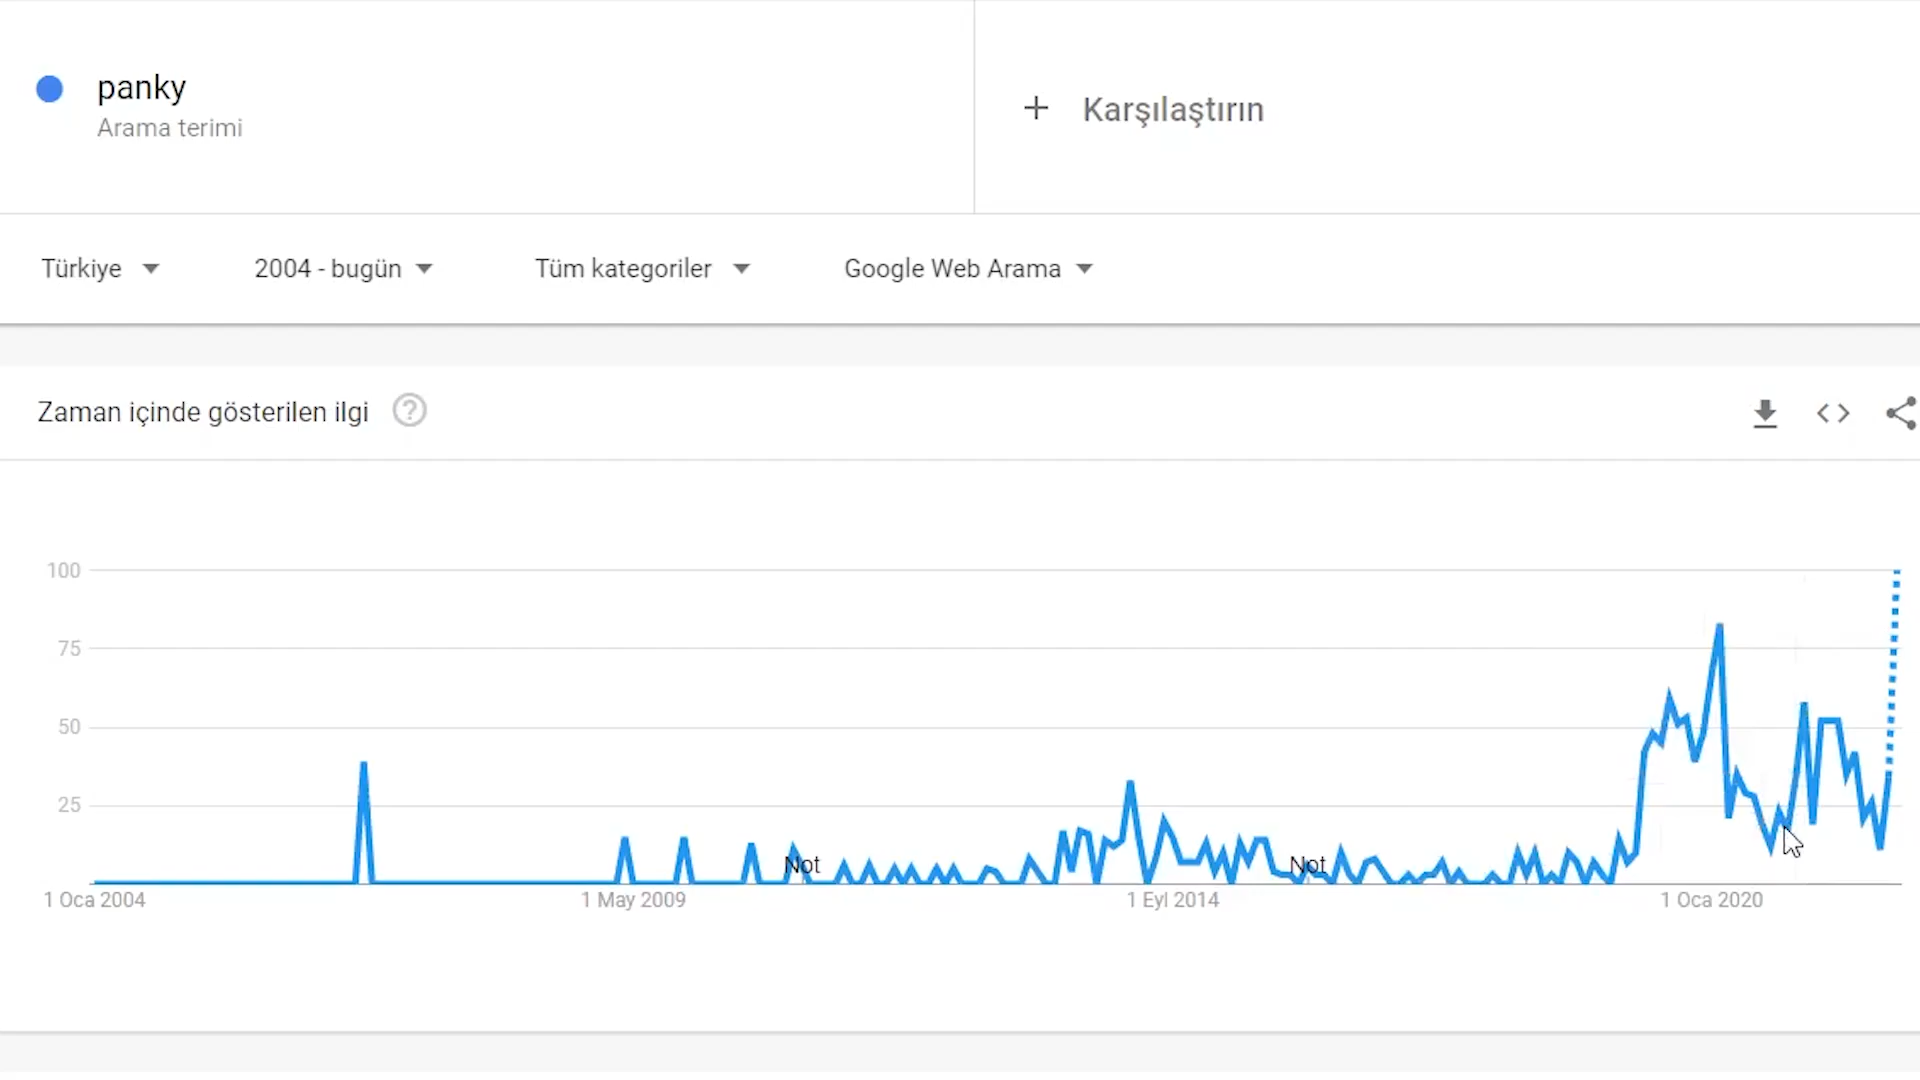 panky
Arama terimi
+ Karşılaştırın
Türkiye
2004 - bugün
Tüm kategoriler
Google Web Arama
Zaman içinde gösterilen ilgi
?
100
75
50
25
Not
Not
1 Oca 2004
1 May 2009
1 Eyl 2014
1 Oca 2020